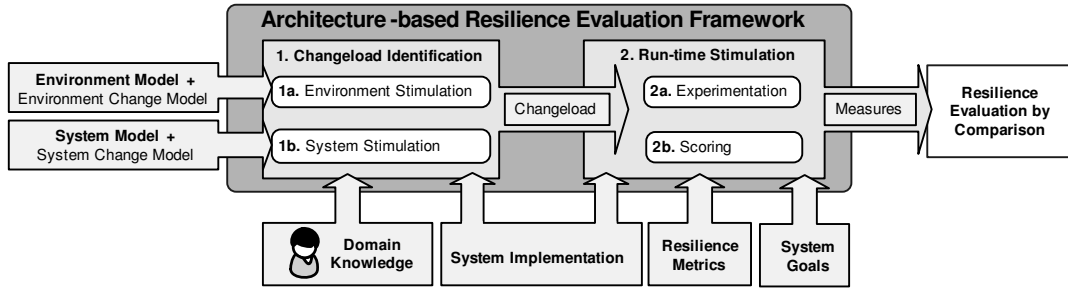 Architecture -based Resilience Evaluation Framework
Environment Model +
Environment Change Model
System Model +
System Change Model
1. Changeload Identification
1a. Environment Stimulation
1b. System Stimulation
Changeload
2. Run-time Stimulation
2a. Experimentation
2b. Scoring
Measures
Resilience
Evaluation by
Comparison
Domain
Knowledge
System Implementation
Resilience
Metrics
System
Goals